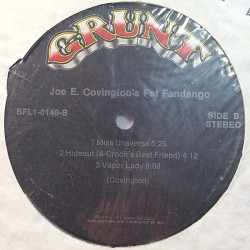 GRUNT
Joe E. Covington's Fat Fandango
BFL1-0149-B
SIDE B
STEREO
1 Miss Unaverse 5:25
2 Hideout (& Crook's Best Friend) 4:12
3 Vapor Lady 6:08
(Covington)